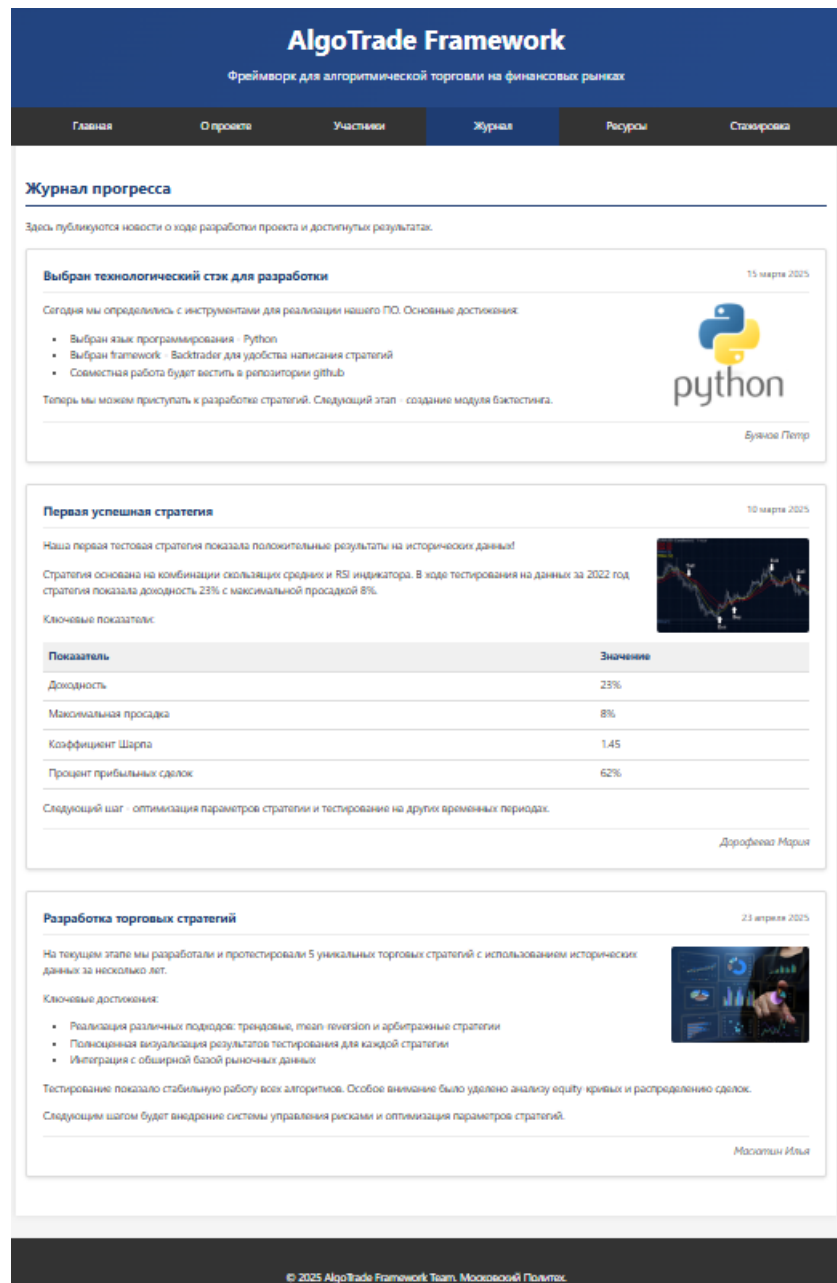 AlgoTrade Framework
Фреймворк для алгоритмической торговли на финансовых рынках
Главная О проекте Участники Журнал Ресурсы Стажировка
Журнал прогресса
Здесь публикуются новости о ходе разработки проекта и достигнутых результатах.
Выбран технологический стэк для разработки 15 марта 2025
Сегодня мы определились с инструментами для реализации нашего ПО. Основные достижения:
• Выбран язык программирования - Python
• Выбран framework - Backtrader для удобства написания стратегий
• Совместная работа будет вестить в репозитории github
python
Теперь мы можем приступать к разработке стратегий. Следующий этап - создание модуля бэктестинга.
Буянов Петр
Первая успешная стратегия 10 марта 2025
Наша первая тестовая стратегия показала положительные результаты на исторических данных!
Стратегия основана на комбинации скользящих средних и RSI индикатора. В ходе тестирования на данных за 2022 год
стратегия показала доходность 23% с максимальной просадкой 8%.
Ключевые показатели:
Показатель Значение
Доходность 23%
Максимальная просадка 8%
Коэффициент Шарпа 1.45
Процент прибыльных сделок 62%
Следующий шаг - оптимизация параметров стратегии и тестирование на других временных периодах.
Дорофеева Мария
Разработка торговых стратегий 23 апреля 2025
На текущем этапе мы разработали и протестировали 5 уникальных торговых стратегий с использованием исторических
данных за несколько лет.
Ключевые достижения:
• Реализация различных подходов: трендовые, mean-reversion и арбитражные стратегии
• Полноценная визуализация результатов тестирования для каждой стратегии
• Интеграция с обширной базой рыночных данных
Тестирование показало стабильную работу всех алгоритмов. Особое внимание было уделено анализу equity-кривых и распределению сделок.
Следующим шагом будет внедрение системы управления рисками и оптимизация параметров стратегий.
Масютин Илья
© 2025 AlgoTrade Framework Team. Московский Политех.